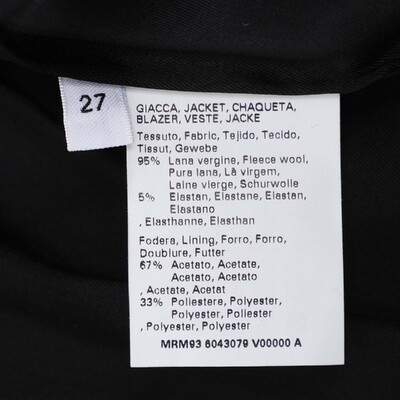 27
GIACCA, JACKET, CHAQUETA,
BLAZER, VESTE, JACKE
Tessuto, Fabric, Tejido, Tecido,
Tissut, Gewebe
95% Lana vergine, Fleece wool,
Pura lana, Lã virgem,
Laine vierge, Schurwolle
5% Elastan, Elastane, Elastan,
Elastano
, Elasthanne, Elasthan
Fodera, Lining, Forro, Forro,
Doublure, Futter
67% Acetato, Acetate,
Acetato, Acetato
, Acetate, Acetat
33% Poliestere, Polyester,
Polyester, Poliester
, Polyester, Polyester
MRM93 6043079 V00000 A